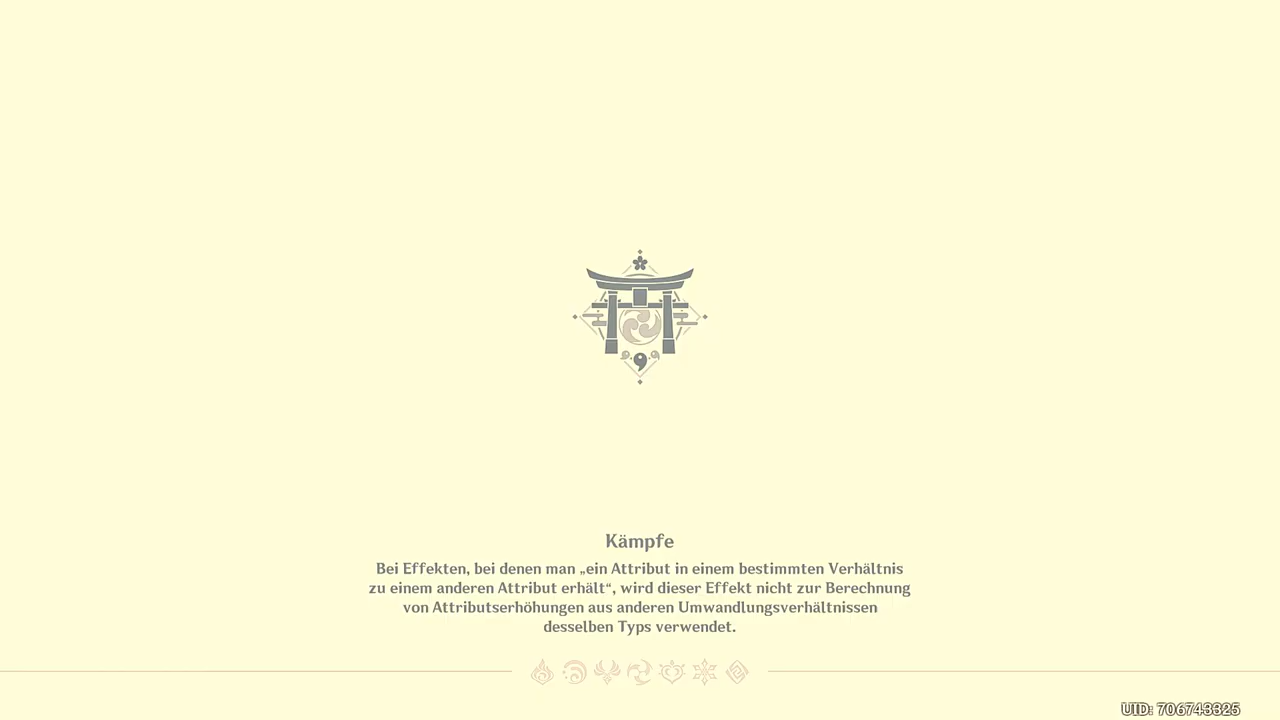 Kämpfe
Bei Effekten, bei denen man „ein Attribut in einem bestimmten Verhältnis
zu einem anderen Attribut erhält“, wird dieser Effekt nicht zur Berechnung
von Attributserhöhungen aus anderen Umwandlungsverhältnissen
desselben Typs verwendet.
UID: 706743325